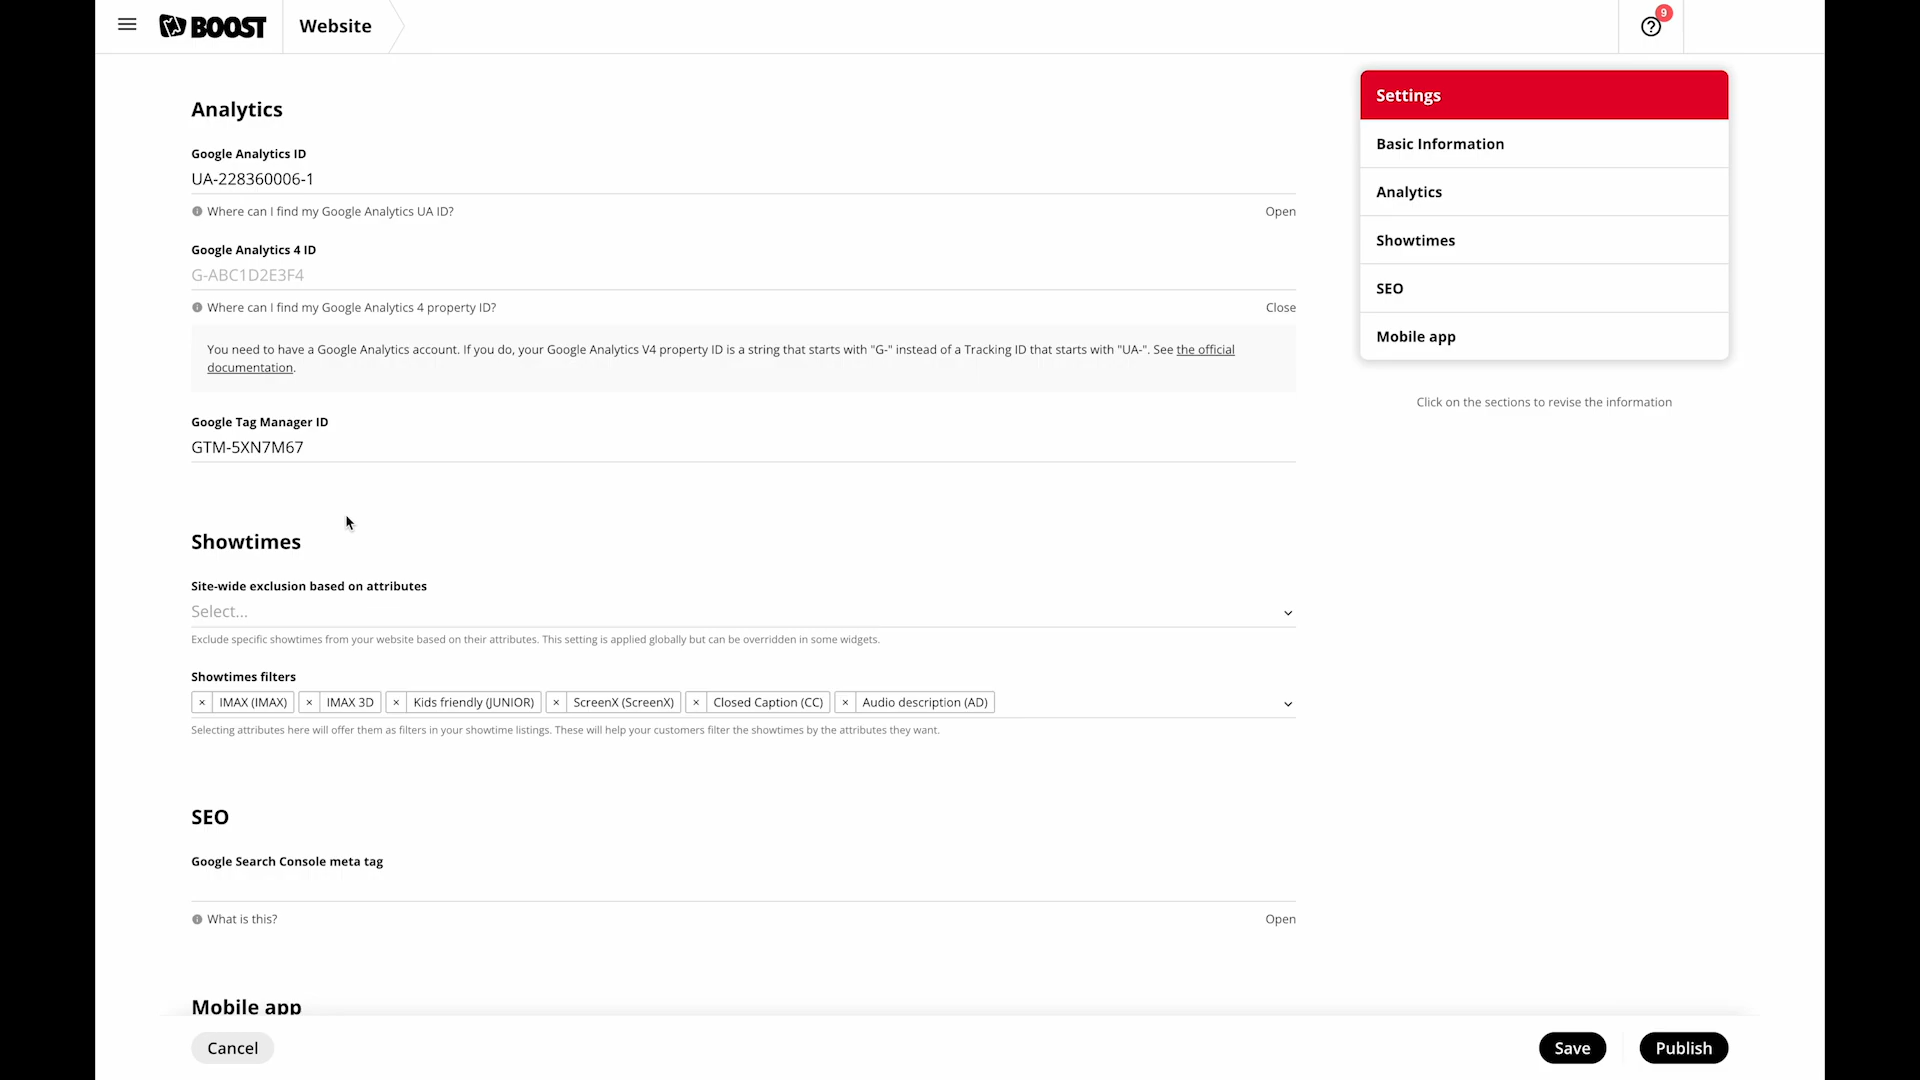 BOOST
Website
9
Analytics
Google Analytics ID
UA-228360006-1
Where can I find my Google Analytics UA ID?
Open
Google Analytics 4 ID
G-ABC1D2E3F4
Where can I find my Google Analytics 4 property ID?
Close
You need to have a Google Analytics account. If you do, your Google Analytics V4 property ID is a string that starts with "G-" instead of a Tracking ID that starts with "UA-". See the official
documentation.
Google Tag Manager ID
GTM-5XN7M67
Showtimes
Site-wide exclusion based on attributes
Select...
Exclude specific showtimes from your website based on their attributes. This setting is applied globally but can be overridden in some widgets.
Showtimes filters
× IMAX (IMAX) × IMAX 3D × Kids friendly (JUNIOR) × ScreenX (ScreenX) × Closed Caption (CC) × Audio description (AD)
Selecting attributes here will offer them as filters in your showtime listings. These will help your customers filter the showtimes by the attributes they want.
SEO
Google Search Console meta tag
What is this?
Open
Mobile app
Settings
Basic Information
Analytics
Showtimes
SEO
Mobile app
Click on the sections to revise the information
Cancel
Save
Publish